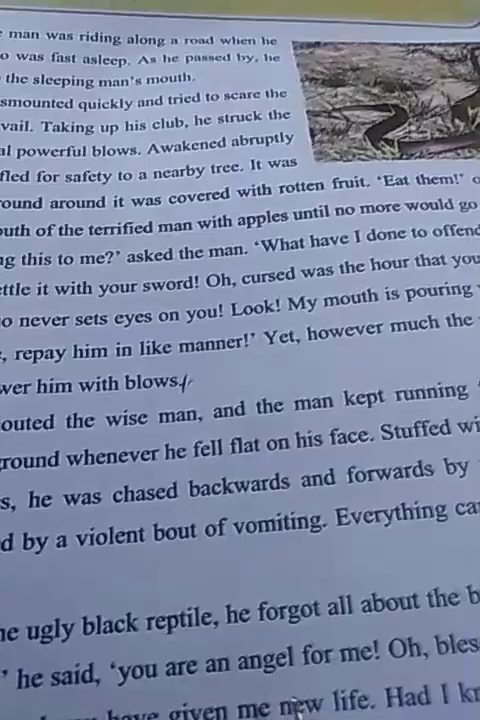 man was riding along a road when he
o was fast asleep. As he passed by, he
the sleeping man's mouth.
smounted quickly and tried to scare the
vail. Taking up his club, he struck the
al powerful blows. Awakened abruptly
fled for safety to a nearby tree. It was
round around it was covered with rotten fruit. 'Eat them!'
outh of the terrified man with apples until no more would go
ng this to me?' asked the man. 'What have I done to offend
ettle it with your sword! Oh, cursed was the hour that you
o never sets eyes on you! Look! My mouth is pouring
, repay him in like manner!' Yet, however much the
wer him with blows.
outed the wise man, and the man kept running
ground whenever he fell flat on his face. Stuffed wi
s, he was chased backwards and forwards by
d by a violent bout of vomiting. Everything ca
he ugly black reptile, he forgot all about the b
' he said, 'you are an angel for me! Oh, bles
have given me new life. Had I kn